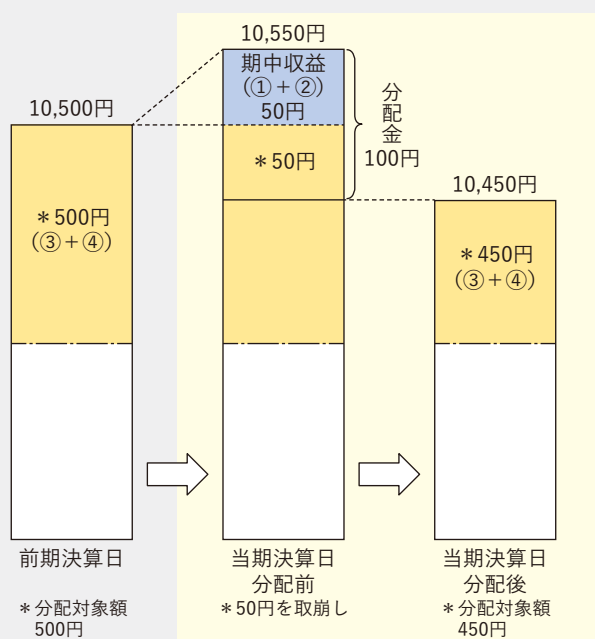 10,550円
期中収益
（①＋②）
50円
分配金
100円
10,500円
＊50円
10,450円
＊500円
（③＋④）
＊450円
（③＋④）
前期決算日
＊分配対象額
500円
当期決算日
分配前
＊50円を取崩し
当期決算日
分配後
＊分配対象額
450円